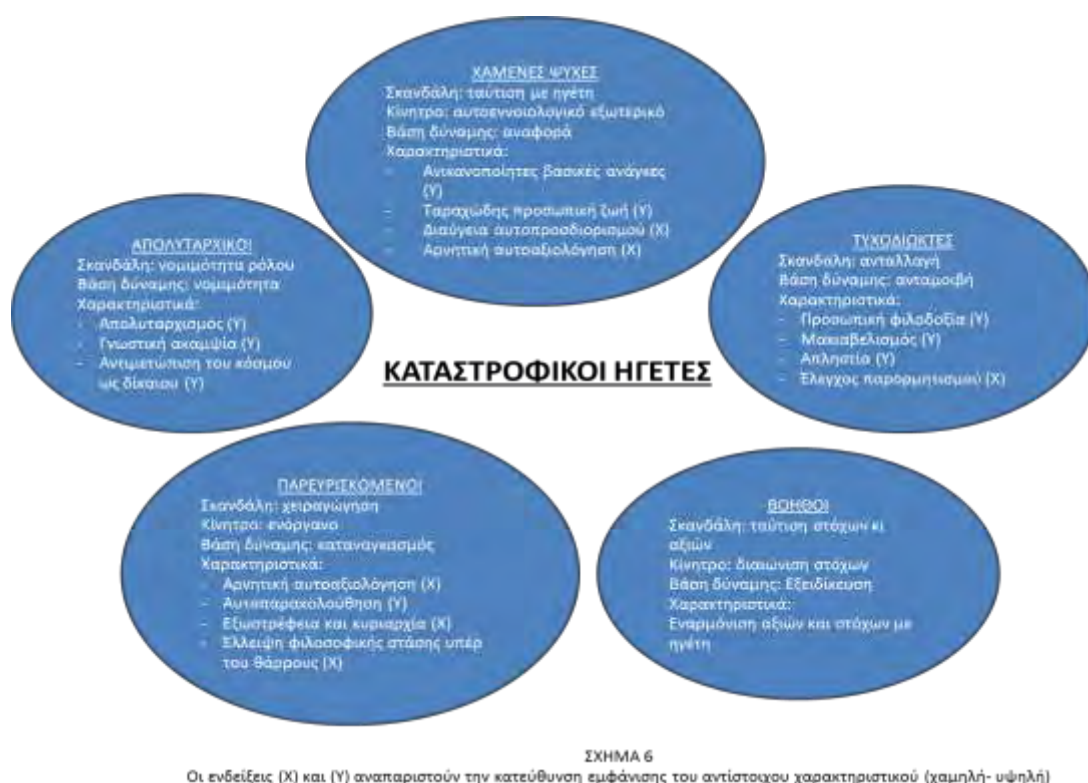 ΧΑΜΕΝΕΣ ΨΥΧΕΣ
Σκανδάλη: ταύτιση με ηγέτη
Κίνητρο: αυτοεννοιολογικό εξωτερικό
Βάση δύναμης: αναφορά
Χαρακτηριστικά:
- Ανικανοποίητες βασικές ανάγκες
(Υ)
- Ταραχώδης προσωπική ζωή (Υ)
- Διαύγεια αυτοπροσδιορισμού (Χ)
- Αρνητική αυτοαξιολόγηση (Χ)
ΑΠΟΛΥΤΑΡΧΙΚΟΙ
Σκανδάλη: νομιμότητα ρόλου
Βάση δύναμης: νομιμότητα
Χαρακτηριστικά:
- Απολυταρχισμός (Υ)
- Γνωστική ακαμψία (Υ)
- Αντιμετώπιση του κόσμου
ως δίκαιου (Υ)
ΤΥΧΟΔΙΩΚΤΕΣ
Σκανδάλη: ανταλλαγή
Βάση δύναμης: ανταμοιβή
Χαρακτηριστικά:
- Προσωπική φιλοδοξία (Υ)
- Μακιαβελισμός (Υ)
- Απληστία (Υ)
- Έλεγχος παρορμητισμού (Χ)
ΚΑΤΑΣΤΡΟΦΙΚΟΙ ΗΓΕΤΕΣ
ΠΑΡΕΥΡΙΣΚΟΜΕΝΟΙ
Σκανδάλη: χειραγώγηση
Κίνητρο: ενόργανο
Βάση δύναμης: καταναγκασμός
Χαρακτηριστικά:
- Αρνητική αυτοαξιολόγηση (Χ)
- Αυτοπαρακολούθηση (Υ)
- Εξωστρέφεια και κυριαρχία (Χ)
- Έλλειψη φιλοσοφικής στάσης υπέρ
του θάρρους (Χ)
ΒΟΗΘΟΙ
Σκανδάλη: ταύτιση στόχων κι
αξιών
Κίνητρο: διαιώνιση στόχων
Βάση δύναμης: Εξειδίκευση
Χαρακτηριστικά:
Εναρμόνιση αξιών και στόχων με
ηγέτη
ΣΧΗΜΑ 6
Οι ενδείξεις (Χ) και (Υ) αναπαριστούν την κατεύθυνση εμφάνισης του αντίστοιχου χαρακτηριστικού (χαμηλή- υψηλή)